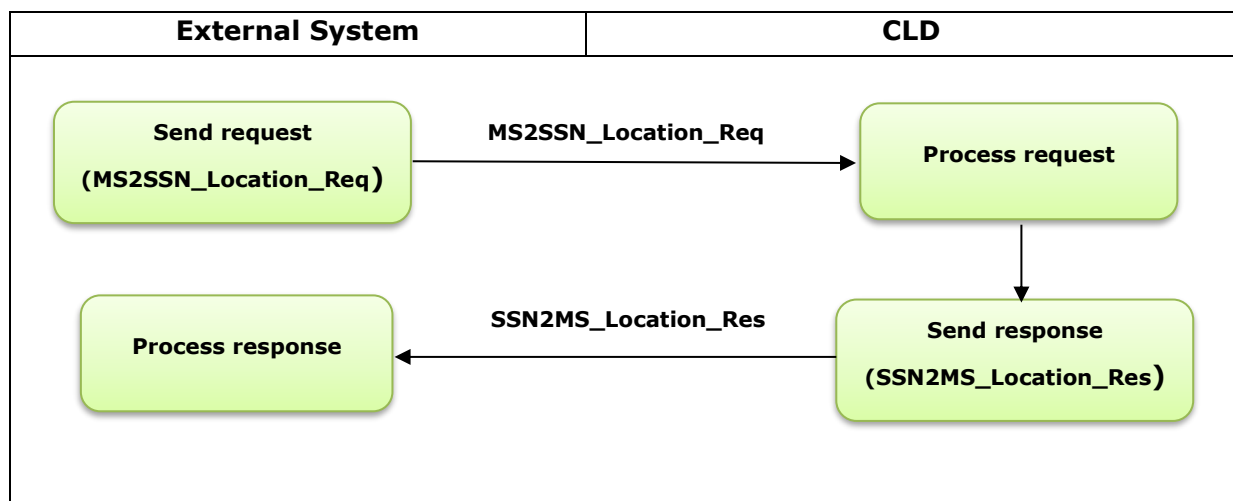 External System
CLD
Send request
(MS2SSN_Location_Req)
MS2SSN_Location_Req
Process request
Process response
SSN2MS_Location_Res
Send response
(SSN2MS_Location_Res)